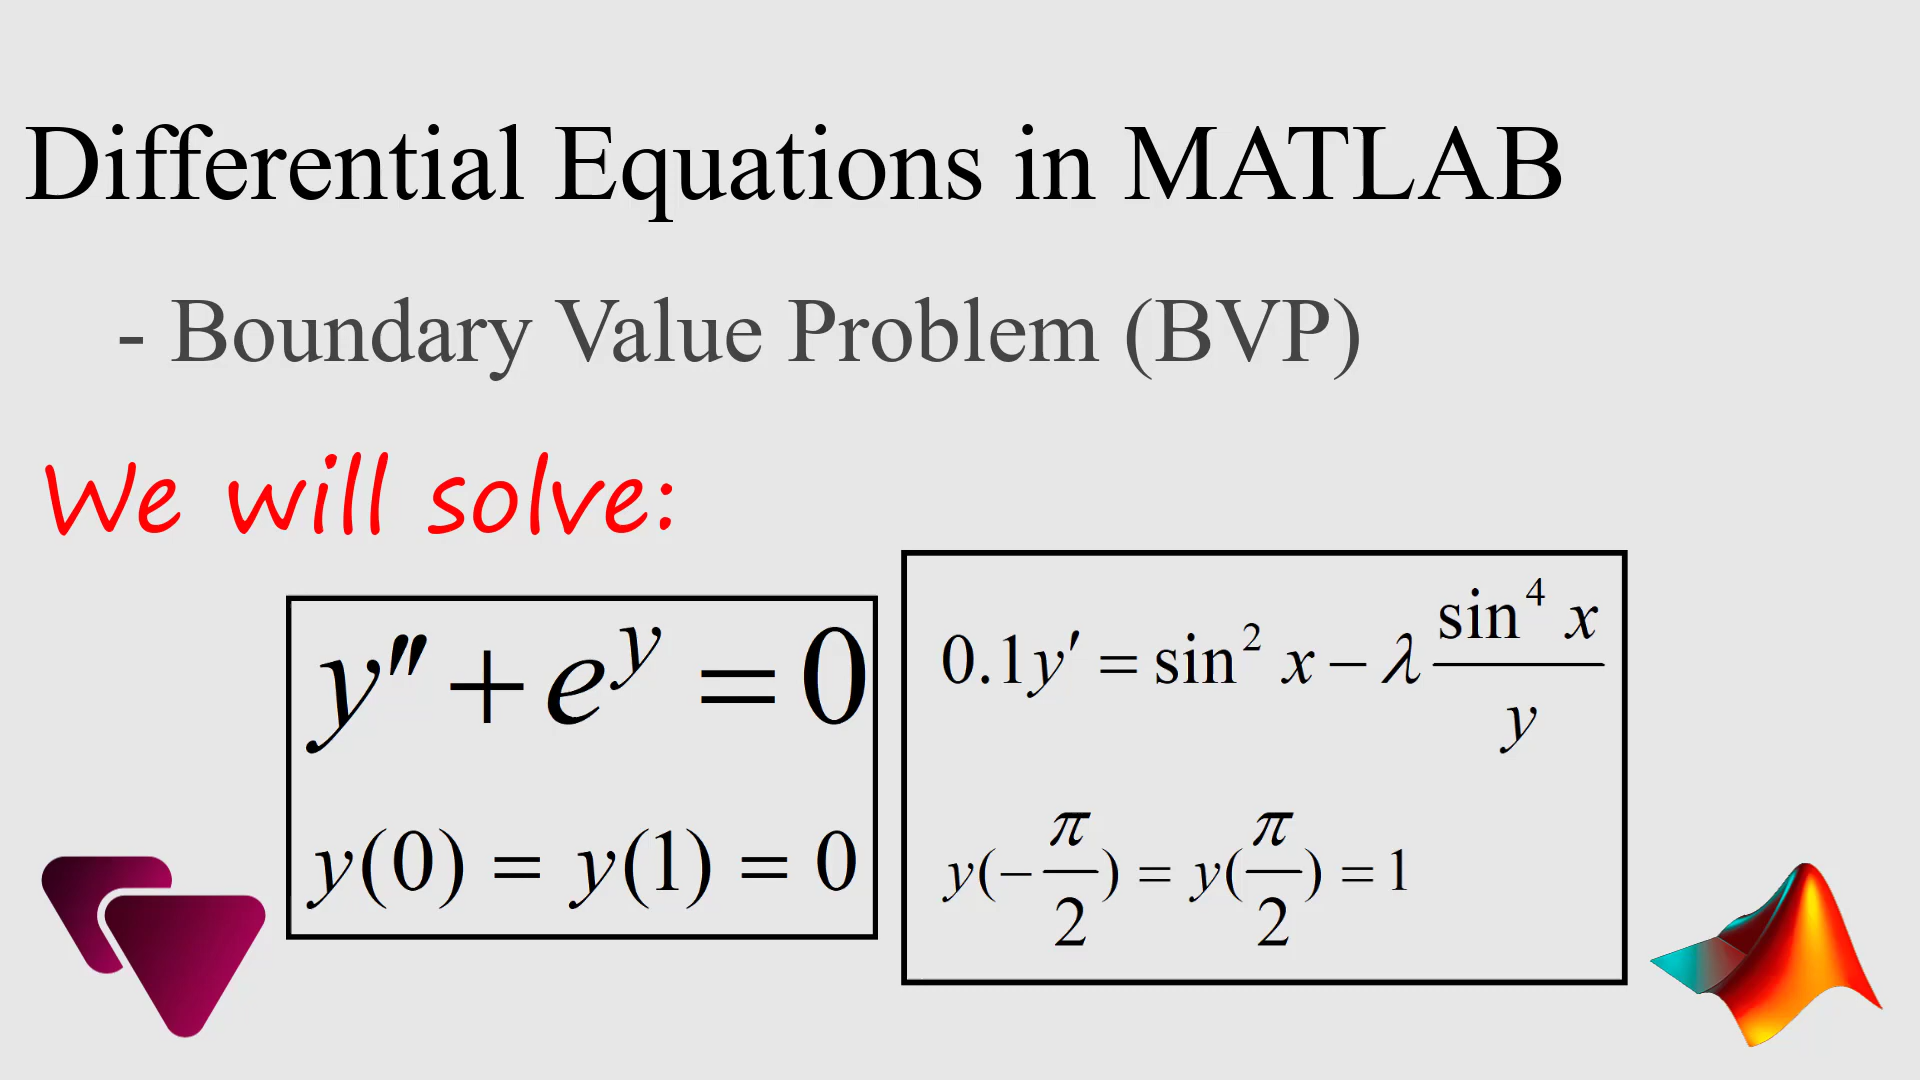 Differential Equations in MATLAB
- Boundary Value Problem (BVP)
We will solve:
y″ + e^y = 0
y(0) = y(1) = 0
0.1y′ = sin² x − λ sin⁴ x / y
y(−π/2) = y(π/2) = 1